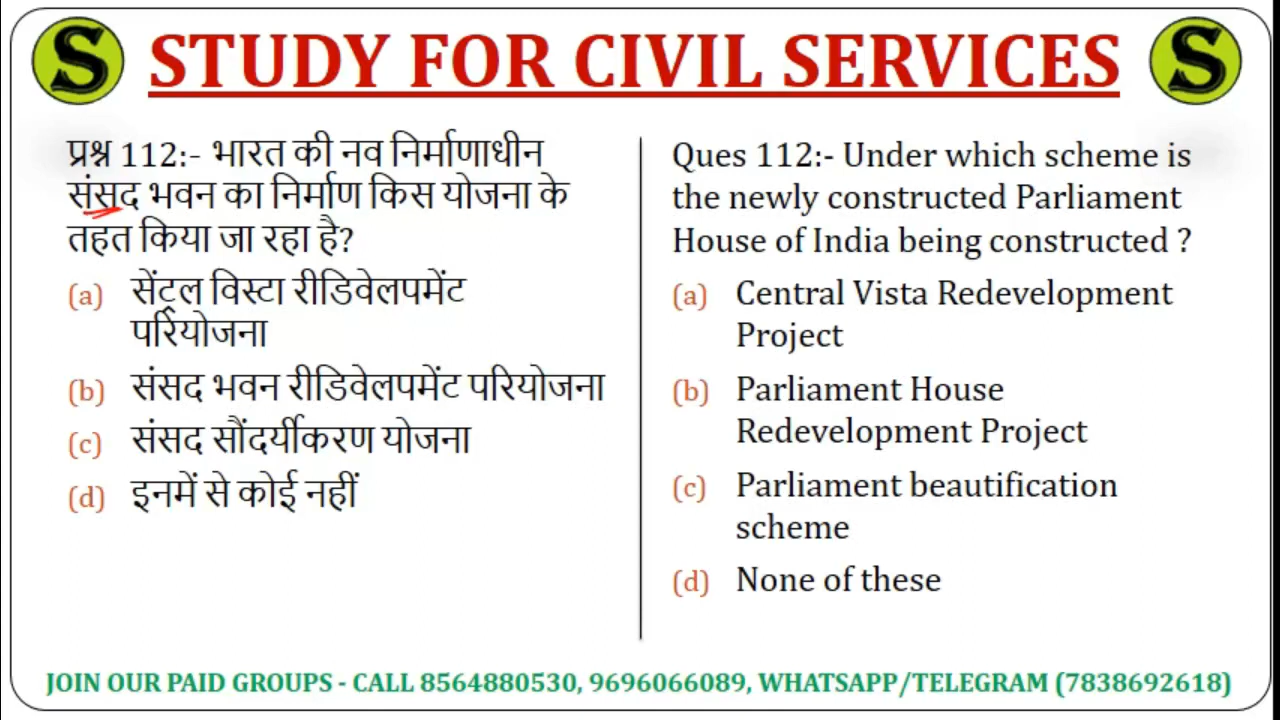 S STUDY FOR CIVIL SERVICES S
प्रश्न 112:- भारत की नव निर्माणाधीन
संसद भवन का निर्माण किस योजना के
तहत किया जा रहा है?
(a) सेंट्रल विस्टा रीडिवेलपमेंट
परियोजना
(b) संसद भवन रीडिवेलपमेंट परियोजना
(c) संसद सौंदर्यीकरण योजना
(d) इनमें से कोई नहीं
Ques 112:- Under which scheme is
the newly constructed Parliament
House of India being constructed ?
(a) Central Vista Redevelopment
Project
(b) Parliament House
Redevelopment Project
(c) Parliament beautification
scheme
(d) None of these
JOIN OUR PAID GROUPS - CALL 8564880530, 9696066089, WHATSAPP/TELEGRAM (7838692618)